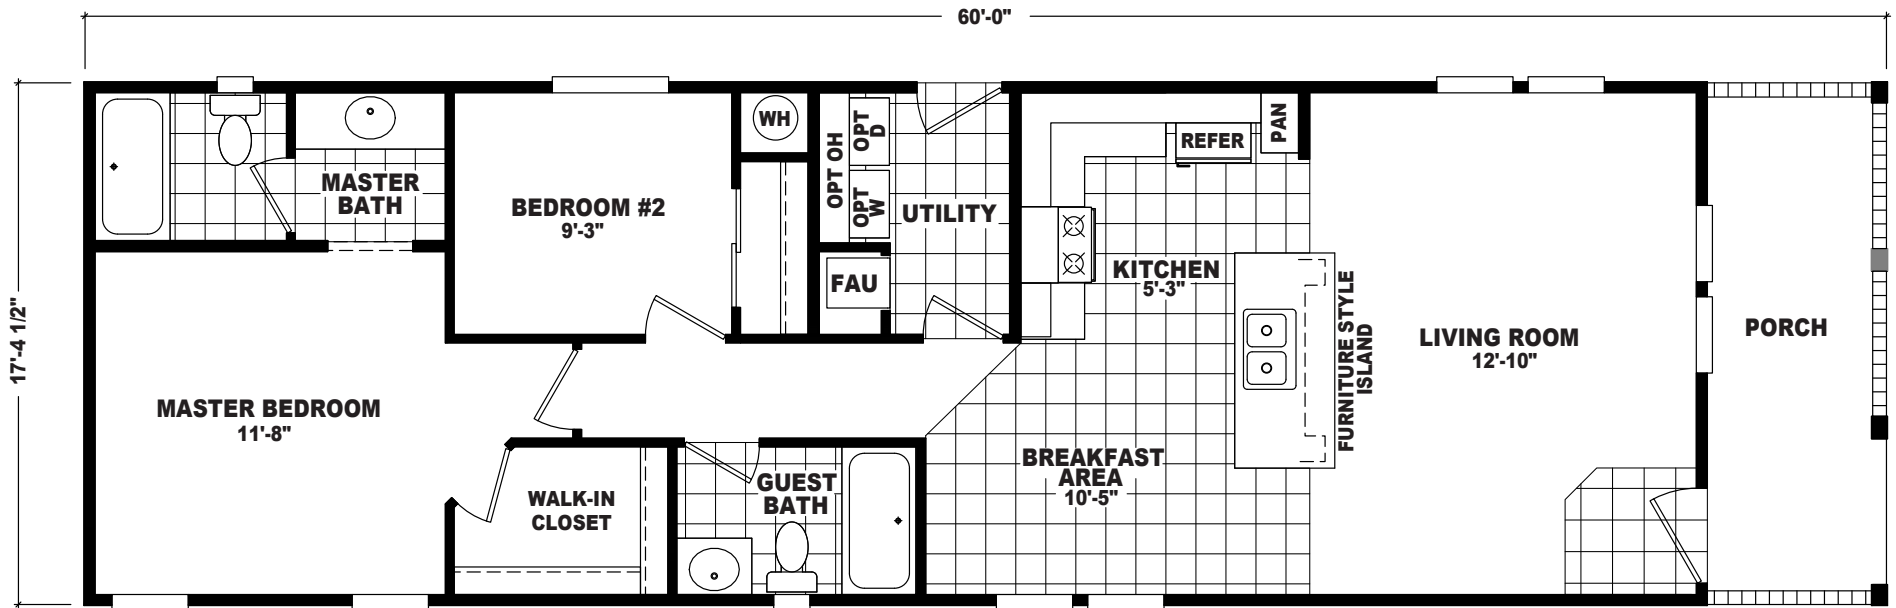 60'-0"
17'-4 1/2"
MASTER
BATH
BEDROOM #2
9'-3"
WH
OPT OH
OPT
D
OPT
W
UTILITY
FAU
REFER
PAN
KITCHEN
5'-3"
FURNITURE STYLE
ISLAND
LIVING ROOM
12'-10"
PORCH
MASTER BEDROOM
11'-8"
WALK-IN
CLOSET
GUEST
BATH
BREAKFAST
AREA
10'-5"